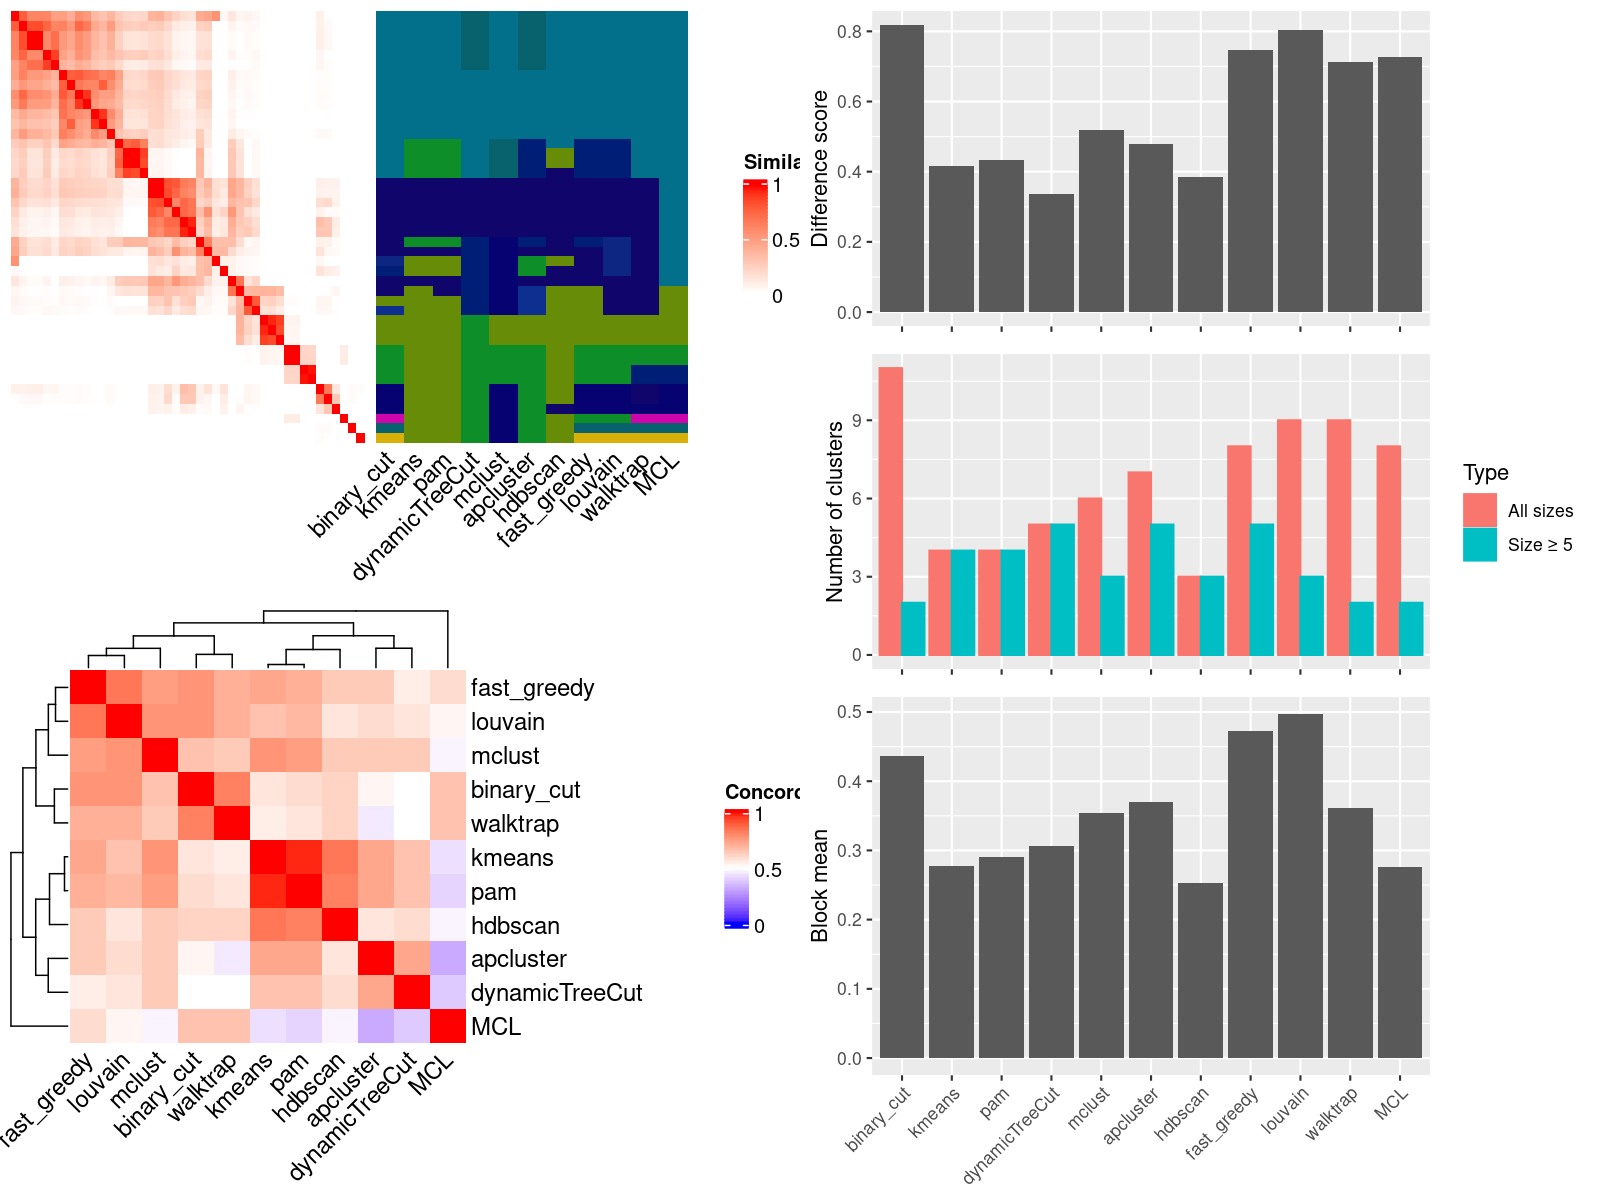 Simila
1
0.5
0
binary_cut
kmeans
pam
dynamicTreeCut
mclust
apcluster
hdbscan
fast_greedy
louvain
walktrap
MCL
Difference score
0.8
0.6
0.4
0.2
0.0
Number of clusters
9
6
3
0
Type
All sizes
Size ≥ 5
fast_greedy
louvain
mclust
binary_cut
walktrap
kmeans
pam
hdbscan
apcluster
dynamicTreeCut
MCL
fast_greedy
louvain
mclust
binary_cut
walktrap
kmeans
pam
hdbscan
apcluster
dynamicTreeCut
MCL
Concord
1
0.5
0
Block mean
0.5
0.4
0.3
0.2
0.1
0.0
binary_cut
kmeans
pam
dynamicTreeCut
mclust
apcluster
hdbscan
fast_greedy
louvain
walktrap
MCL